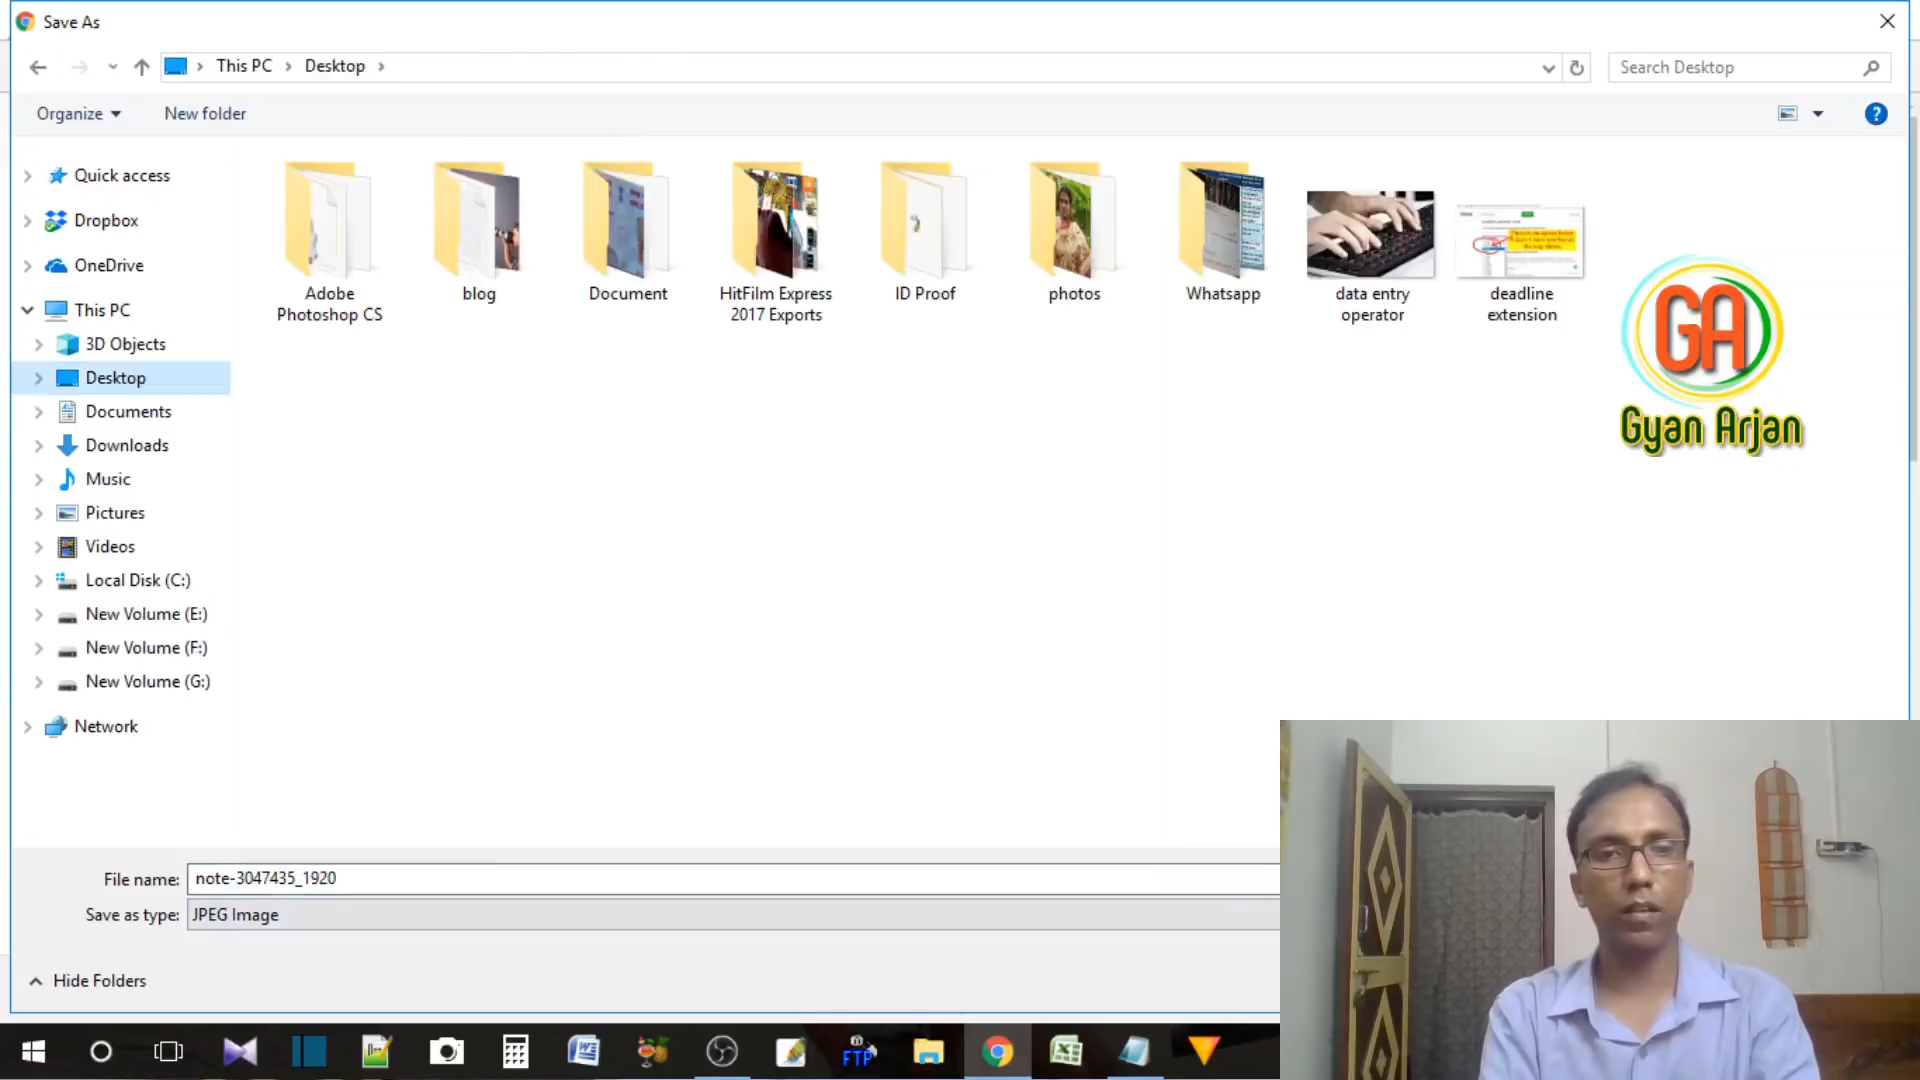 Save As
This PC
Desktop
Search Desktop
Organize
New folder
?
Quick access
Dropbox
OneDrive
This PC
3D Objects
Desktop
Documents
Downloads
Music
Pictures
Videos
Local Disk (C:)
New Volume (E:)
New Volume (F:)
New Volume (G:)
Network
Adobe
Photoshop CS
blog
Document
HitFilm Express
2017 Exports
ID Proof
photos
Whatsapp
data entry
operator
deadline
extension
GA
Gyan Arjan
File name:
note-3047435_1920
Save as type:
JPEG Image
Hide Folders
FTP